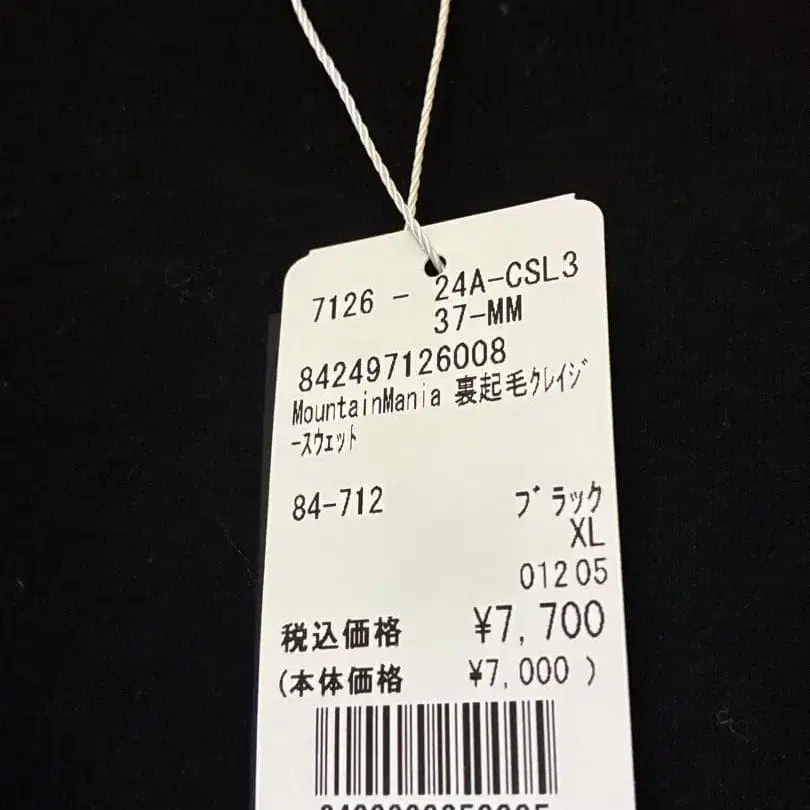 7126 - 24A-CSL3
37-MM
842497126008
MountainMania 裏起毛クレイジ
ースウェット
84-712 ブラック
XL
01205
税込価格 ¥7,700
(本体価格 ¥7,000 )